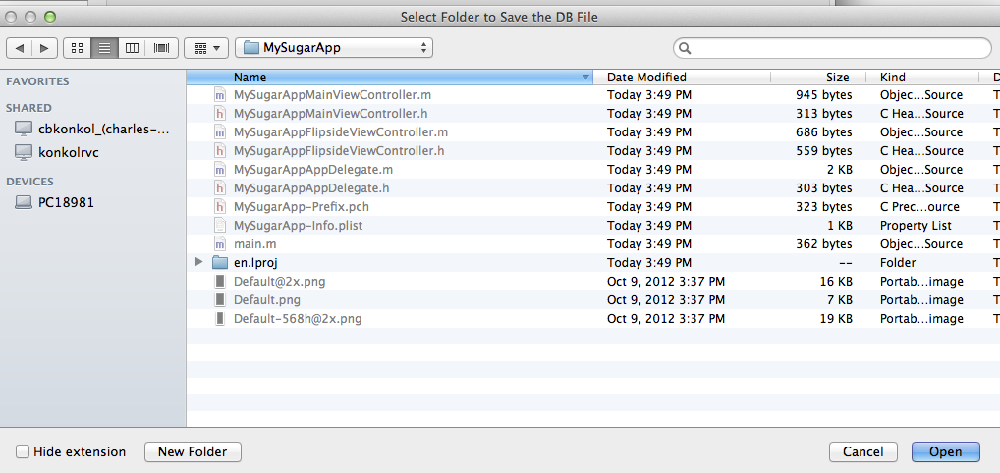 Select Folder to Save the DB File
MySugarApp
FAVORITES
SHARED
cbkonkol_(charles-...
konkolrvc
DEVICES
PC18981
Name Date Modified Size Kind D
m MySugarAppMainViewController.m Today 3:49 PM 945 bytes Objec...Source T
h MySugarAppMainViewController.h Today 3:49 PM 313 bytes C Hea...Source T
m MySugarAppFlipsideViewController.m Today 3:49 PM 686 bytes Objec...Source T
h MySugarAppFlipsideViewController.h Today 3:49 PM 559 bytes C Hea...Source T
m MySugarAppAppDelegate.m Today 3:49 PM 2 KB Objec...Source T
h MySugarAppAppDelegate.h Today 3:49 PM 303 bytes C Hea...Source T
h MySugarApp-Prefix.pch Today 3:49 PM 323 bytes C Prec...ource T
MySugarApp-Info.plist Today 3:49 PM 1 KB Property List T
m main.m Today 3:49 PM 362 bytes Objec...Source T
en.lproj Today 3:49 PM -- Folder T
Default@2x.png Oct 9, 2012 3:37 PM 16 KB Portab...image T
Default.png Oct 9, 2012 3:37 PM 7 KB Portab...image T
Default-568h@2x.png Oct 9, 2012 3:37 PM 19 KB Portab...image T
Hide extension New Folder Cancel Open